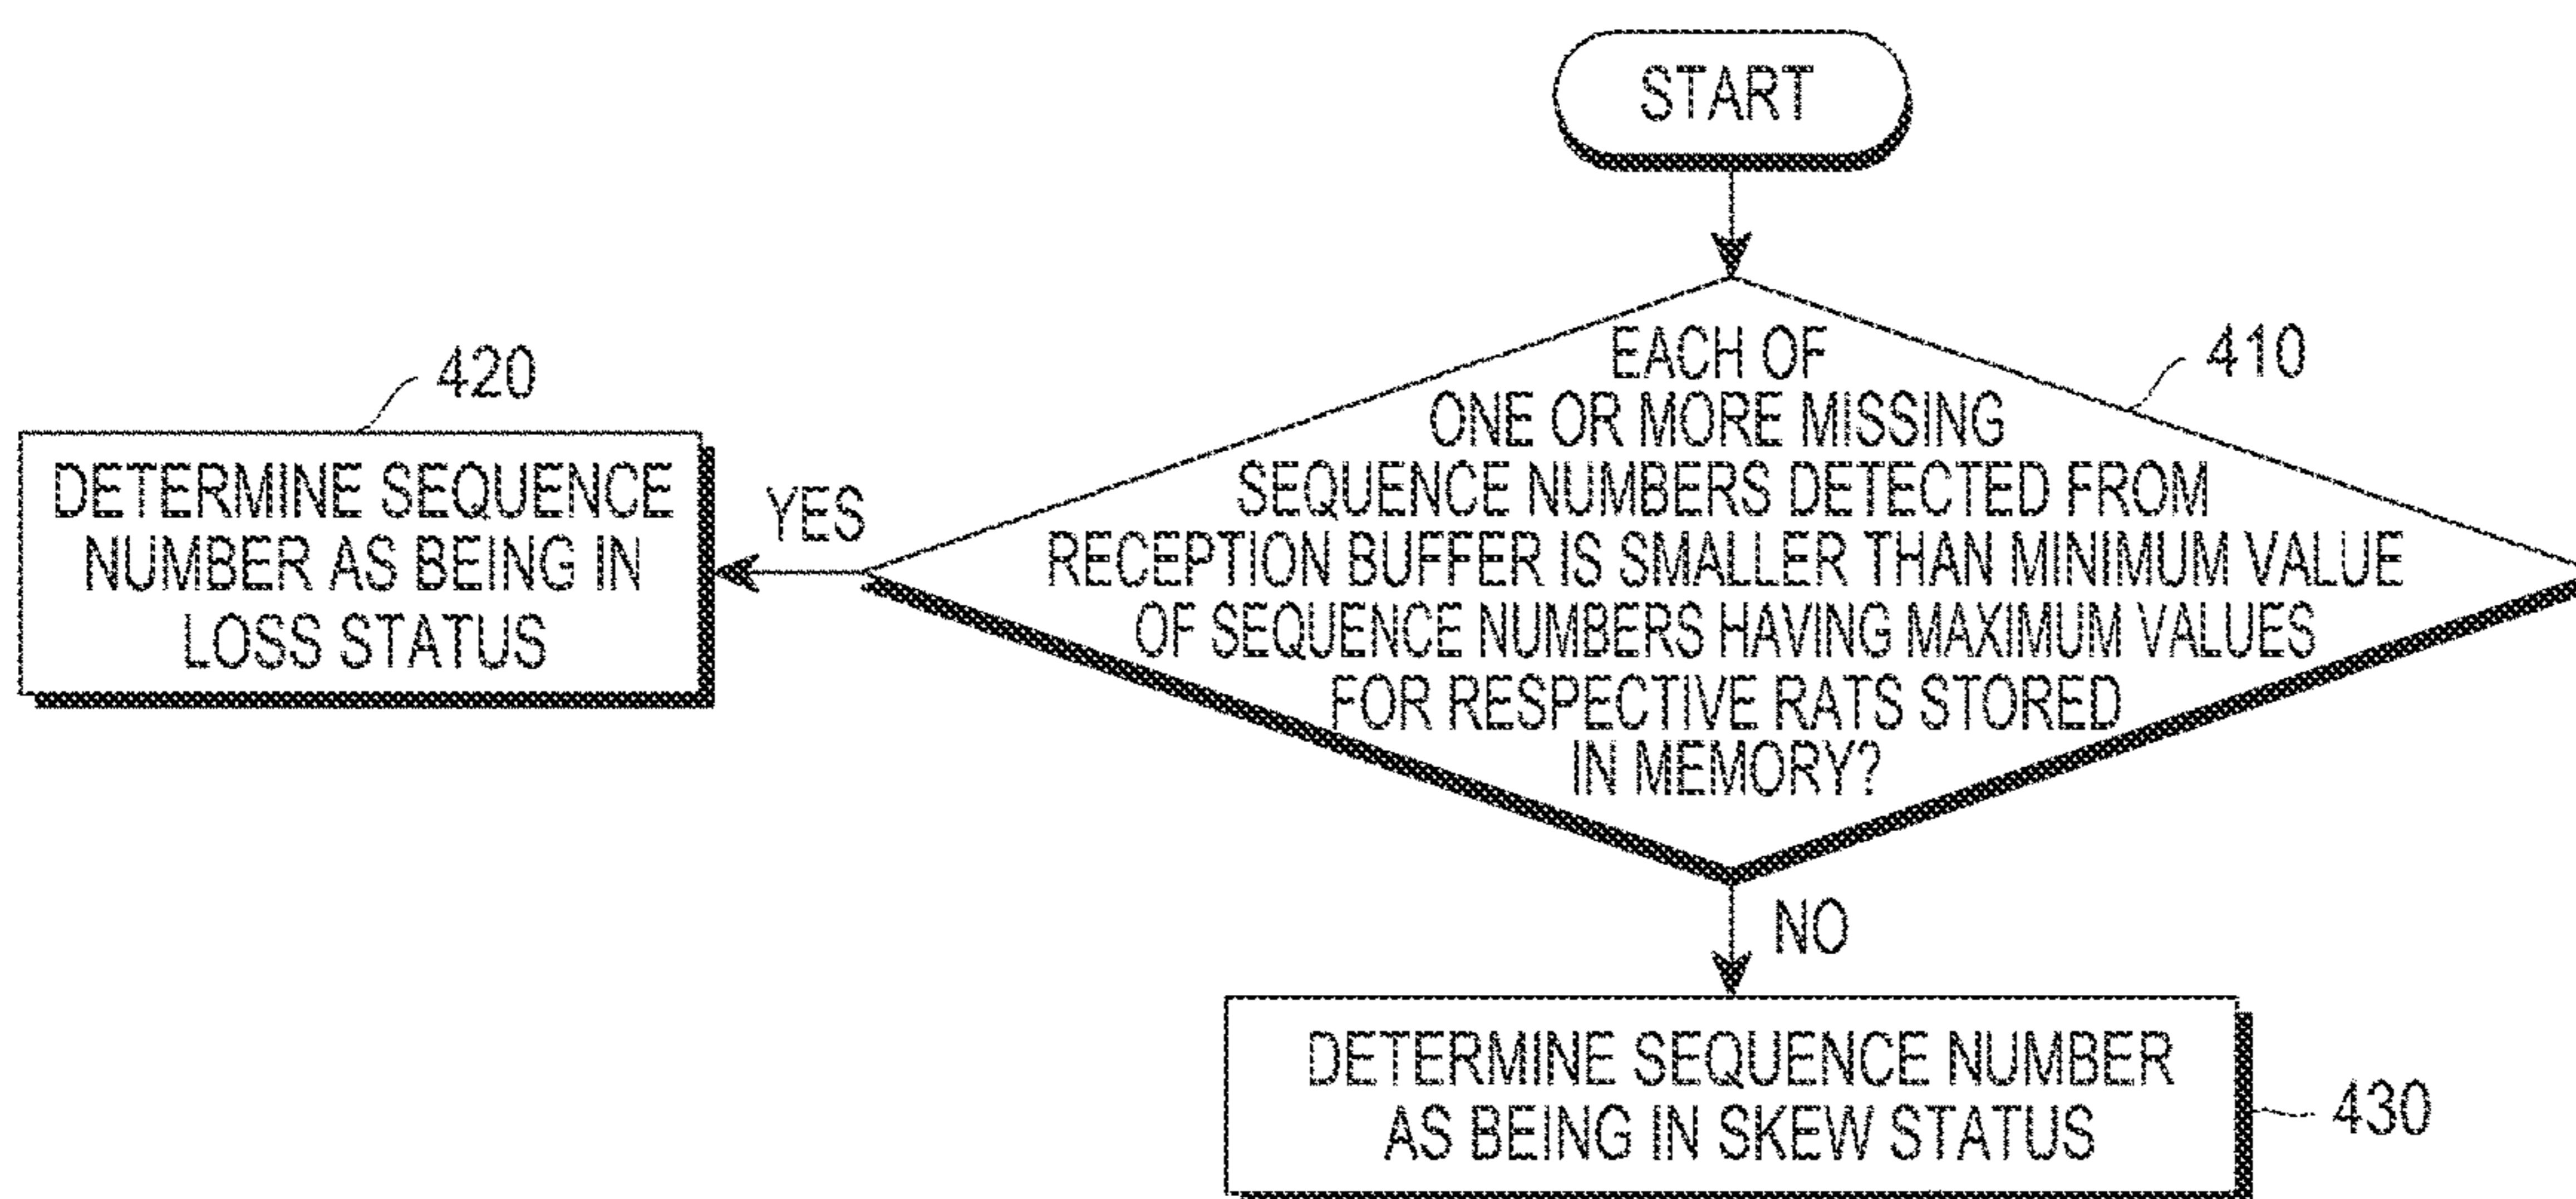 START
410
EACH OF
ONE OR MORE MISSING
SEQUENCE NUMBERS DETECTED FROM
RECEPTION BUFFER IS SMALLER THAN MINIMUM VALUE
OF SEQUENCE NUMBERS HAVING MAXIMUM VALUES
FOR RESPECTIVE RATS STORED
IN MEMORY?
YES
420
DETERMINE SEQUENCE
NUMBER AS BEING IN
LOSS STATUS
NO
DETERMINE SEQUENCE NUMBER
AS BEING IN SKEW STATUS
430